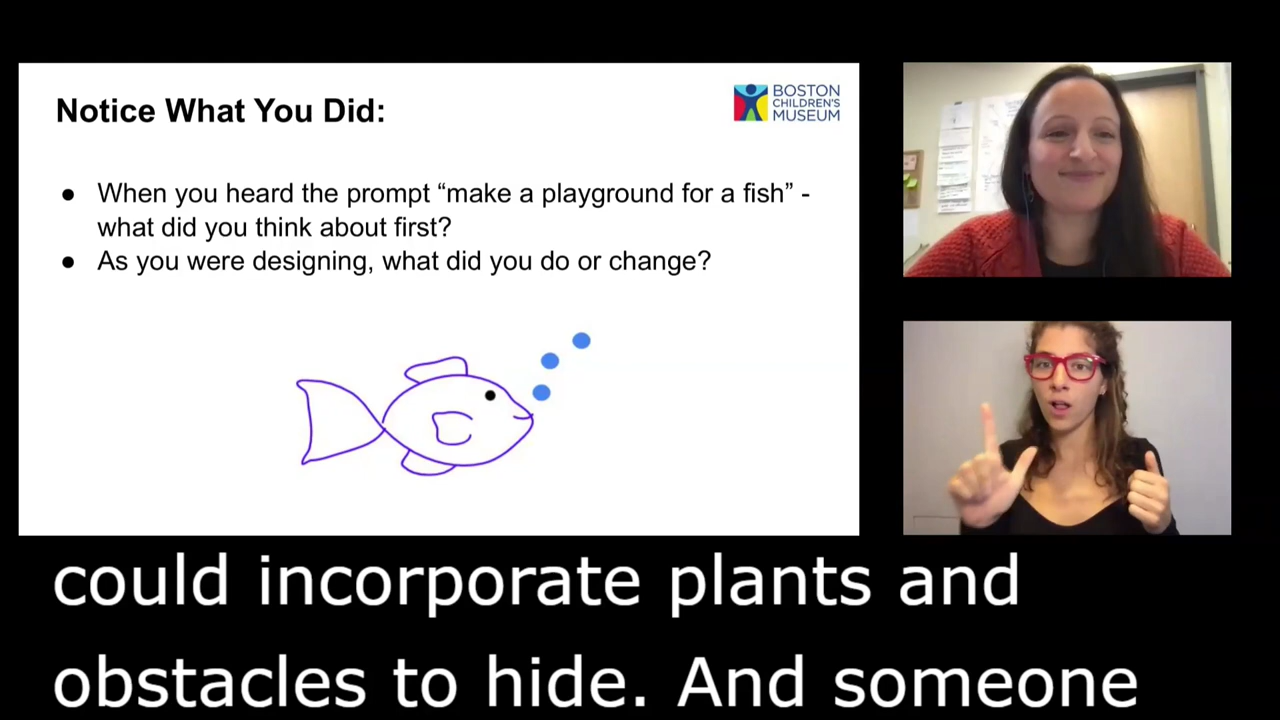 Notice What You Did:
BOSTON
CHILDREN'S
MUSEUM
● When you heard the prompt “make a playground for a fish” -
what did you think about first?
● As you were designing, what did you do or change?
could incorporate plants and
obstacles to hide. And someone